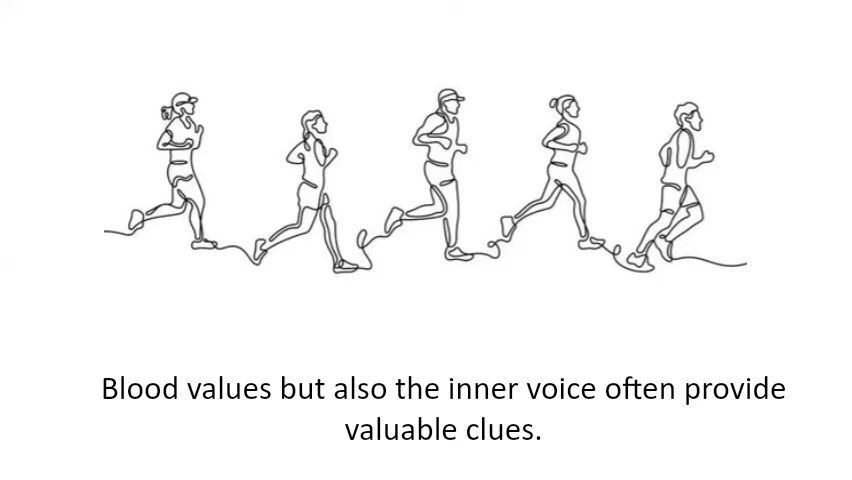 Blood values but also the inner voice often provide
valuable clues.